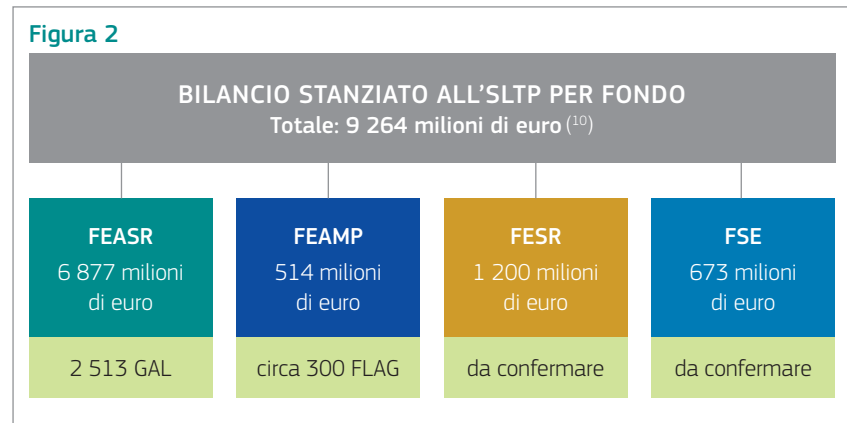 Figura 2
BILANCIO STANZIATO ALL'SLTP PER FONDO
Totale: 9 264 milioni di euro (10)
FEASR
6 877 milioni
di euro
2 513 GAL
FEAMP
514 milioni
di euro
circa 300 FLAG
FESR
1 200 milioni
di euro
da confermare
FSE
673 milioni
di euro
da confermare